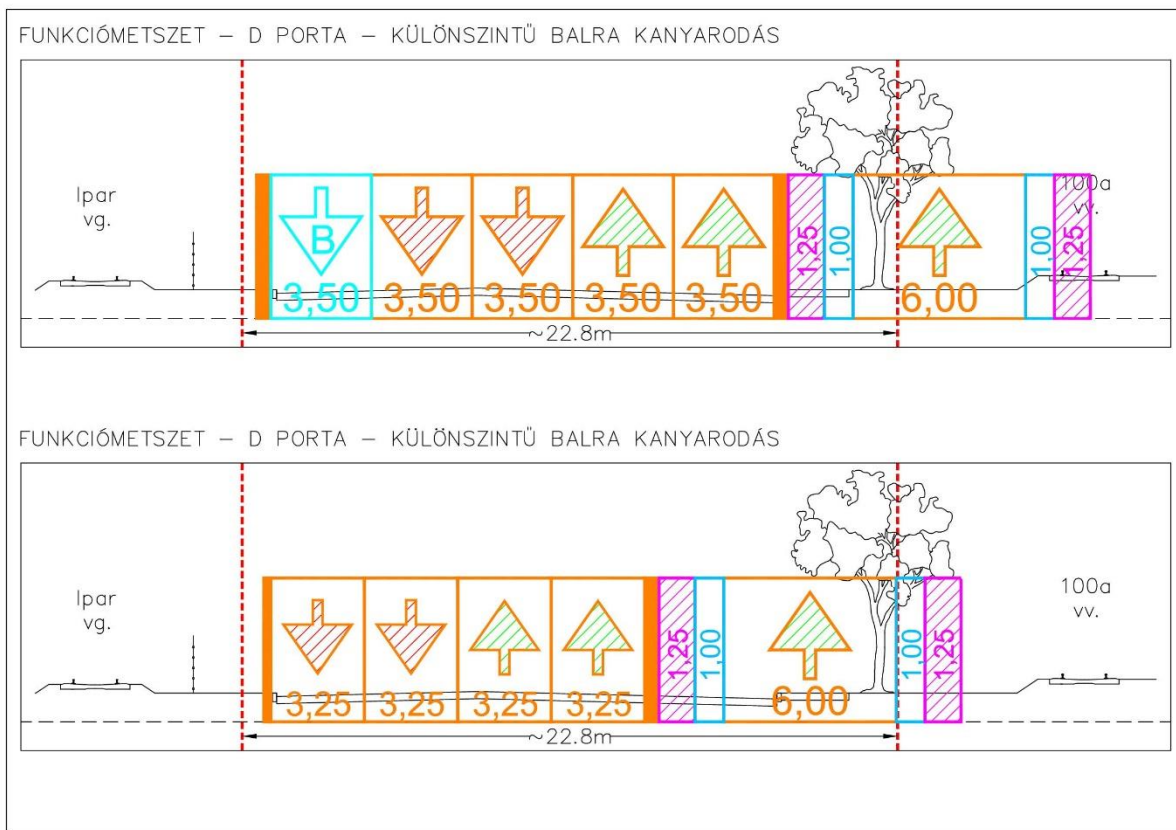 FUNKCIÓMETSZET – D PORTA – KÜLÖNSZINTŰ BALRA KANYARODÁS
Ipar
vg.
B
100a
vv.
3,50
3,50
3,50
3,50
3,50
1,25
1,00
6,00
1,00
1,25
~22.8m
FUNKCIÓMETSZET – D PORTA – KÜLÖNSZINTŰ BALRA KANYARODÁS
Ipar
vg.
100a
vv.
3,25
3,25
3,25
3,25
1,25
1,00
6,00
1,00
1,25
~22.8m